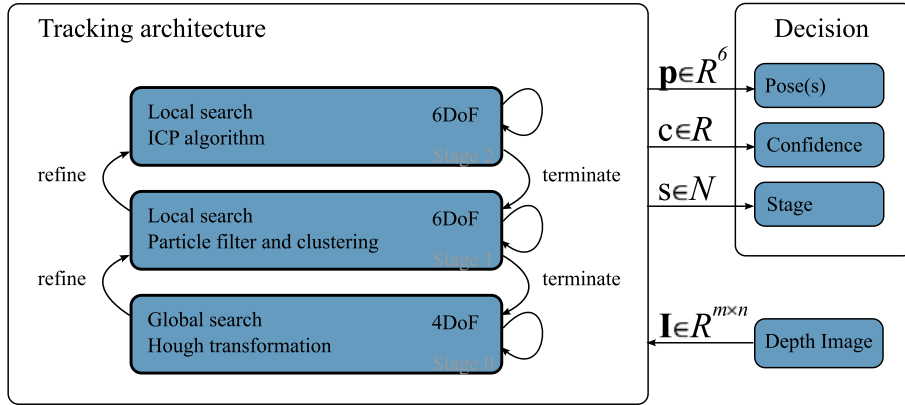 Tracking architecture
Local search
ICP algorithm
6DoF
Stage 2
refine
terminate
Local search
Particle filter and clustering
6DoF
Stage 1
refine
terminate
Global search
Hough transformation
4DoF
Stage 0
p∈R⁶
c∈R
s∈N
I∈Rᵐˣⁿ
Decision
Pose(s)
Confidence
Stage
Depth Image